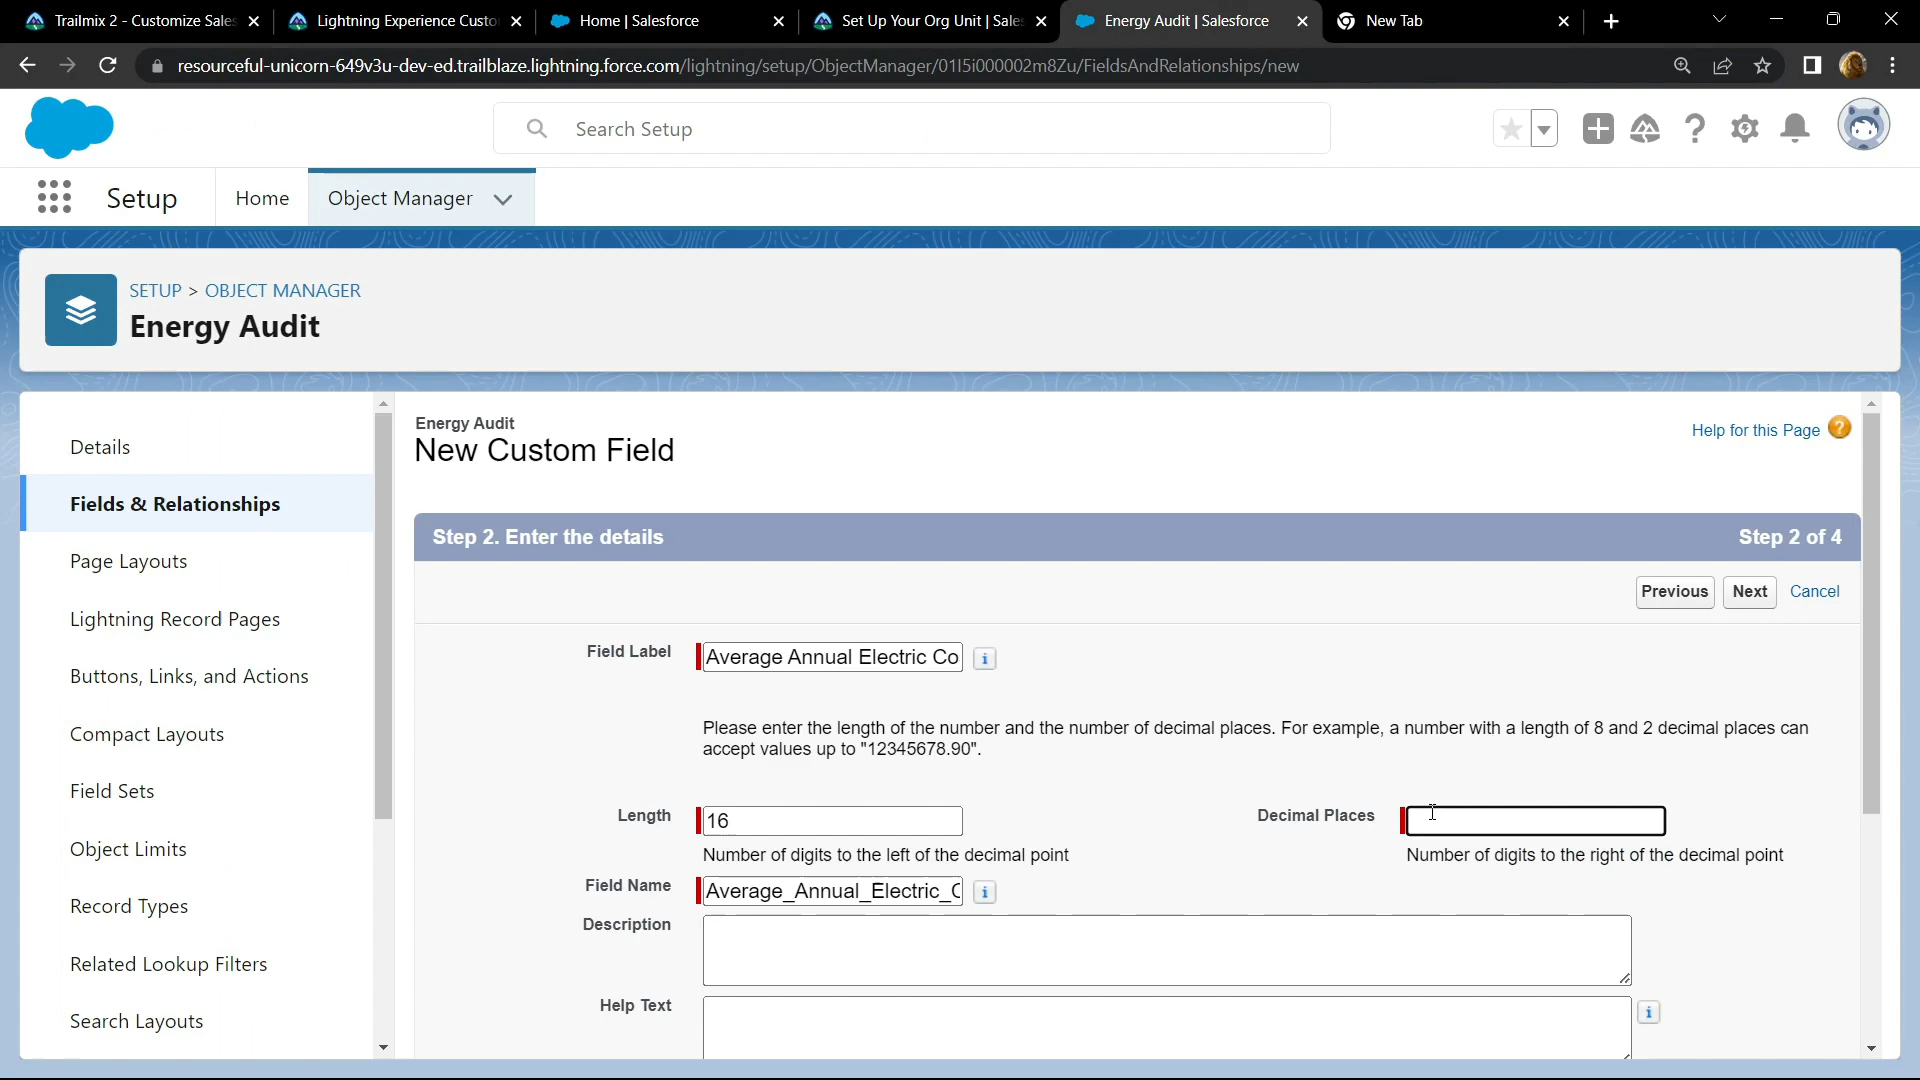 Trailmix 2 - Customize Sales
Lightning Experience Custo
Home | Salesforce
Set Up Your Org Unit | Sales
Energy Audit | Salesforce
New Tab
resourceful-unicorn-649v3u-dev-ed.trailblaze.lightning.force.com/lightning/setup/ObjectManager/01I5i000002m8Zu/FieldsAndRelationships/new
Search Setup
Setup
Home
Object Manager
SETUP > OBJECT MANAGER
Energy Audit
Details
Fields & Relationships
Page Layouts
Lightning Record Pages
Buttons, Links, and Actions
Compact Layouts
Field Sets
Object Limits
Record Types
Related Lookup Filters
Search Layouts
Energy Audit
New Custom Field
Help for this Page
Step 2. Enter the details
Step 2 of 4
Previous
Next
Cancel
Field Label
Average Annual Electric Co
Please enter the length of the number and the number of decimal places. For example, a number with a length of 8 and 2 decimal places can
accept values up to "12345678.90".
Length
16
Decimal Places
Number of digits to the left of the decimal point
Number of digits to the right of the decimal point
Field Name
Average_Annual_Electric_C
Description
Help Text